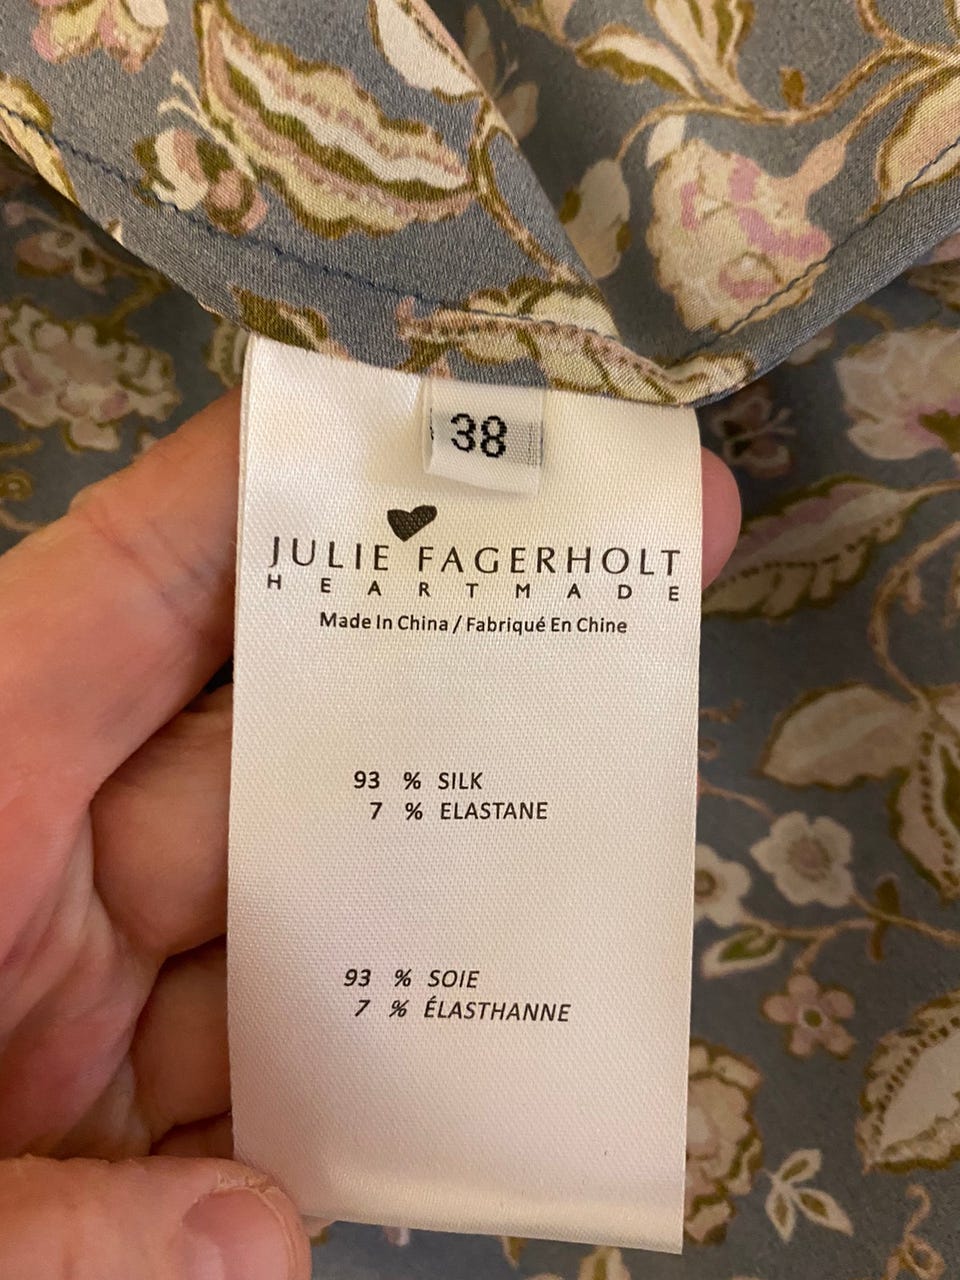 38
JULIE FAGERHOLT
HEARTMADE
Made In China / Fabriqué En Chine
93 % SILK
7 % ELASTANE
93 % SOIE
7 % ÉLASTHANNE